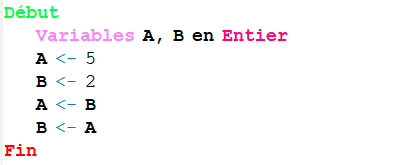 Début
Variables A, B en Entier
A <- 5
B <- 2
A <- B
B <- A
Fin